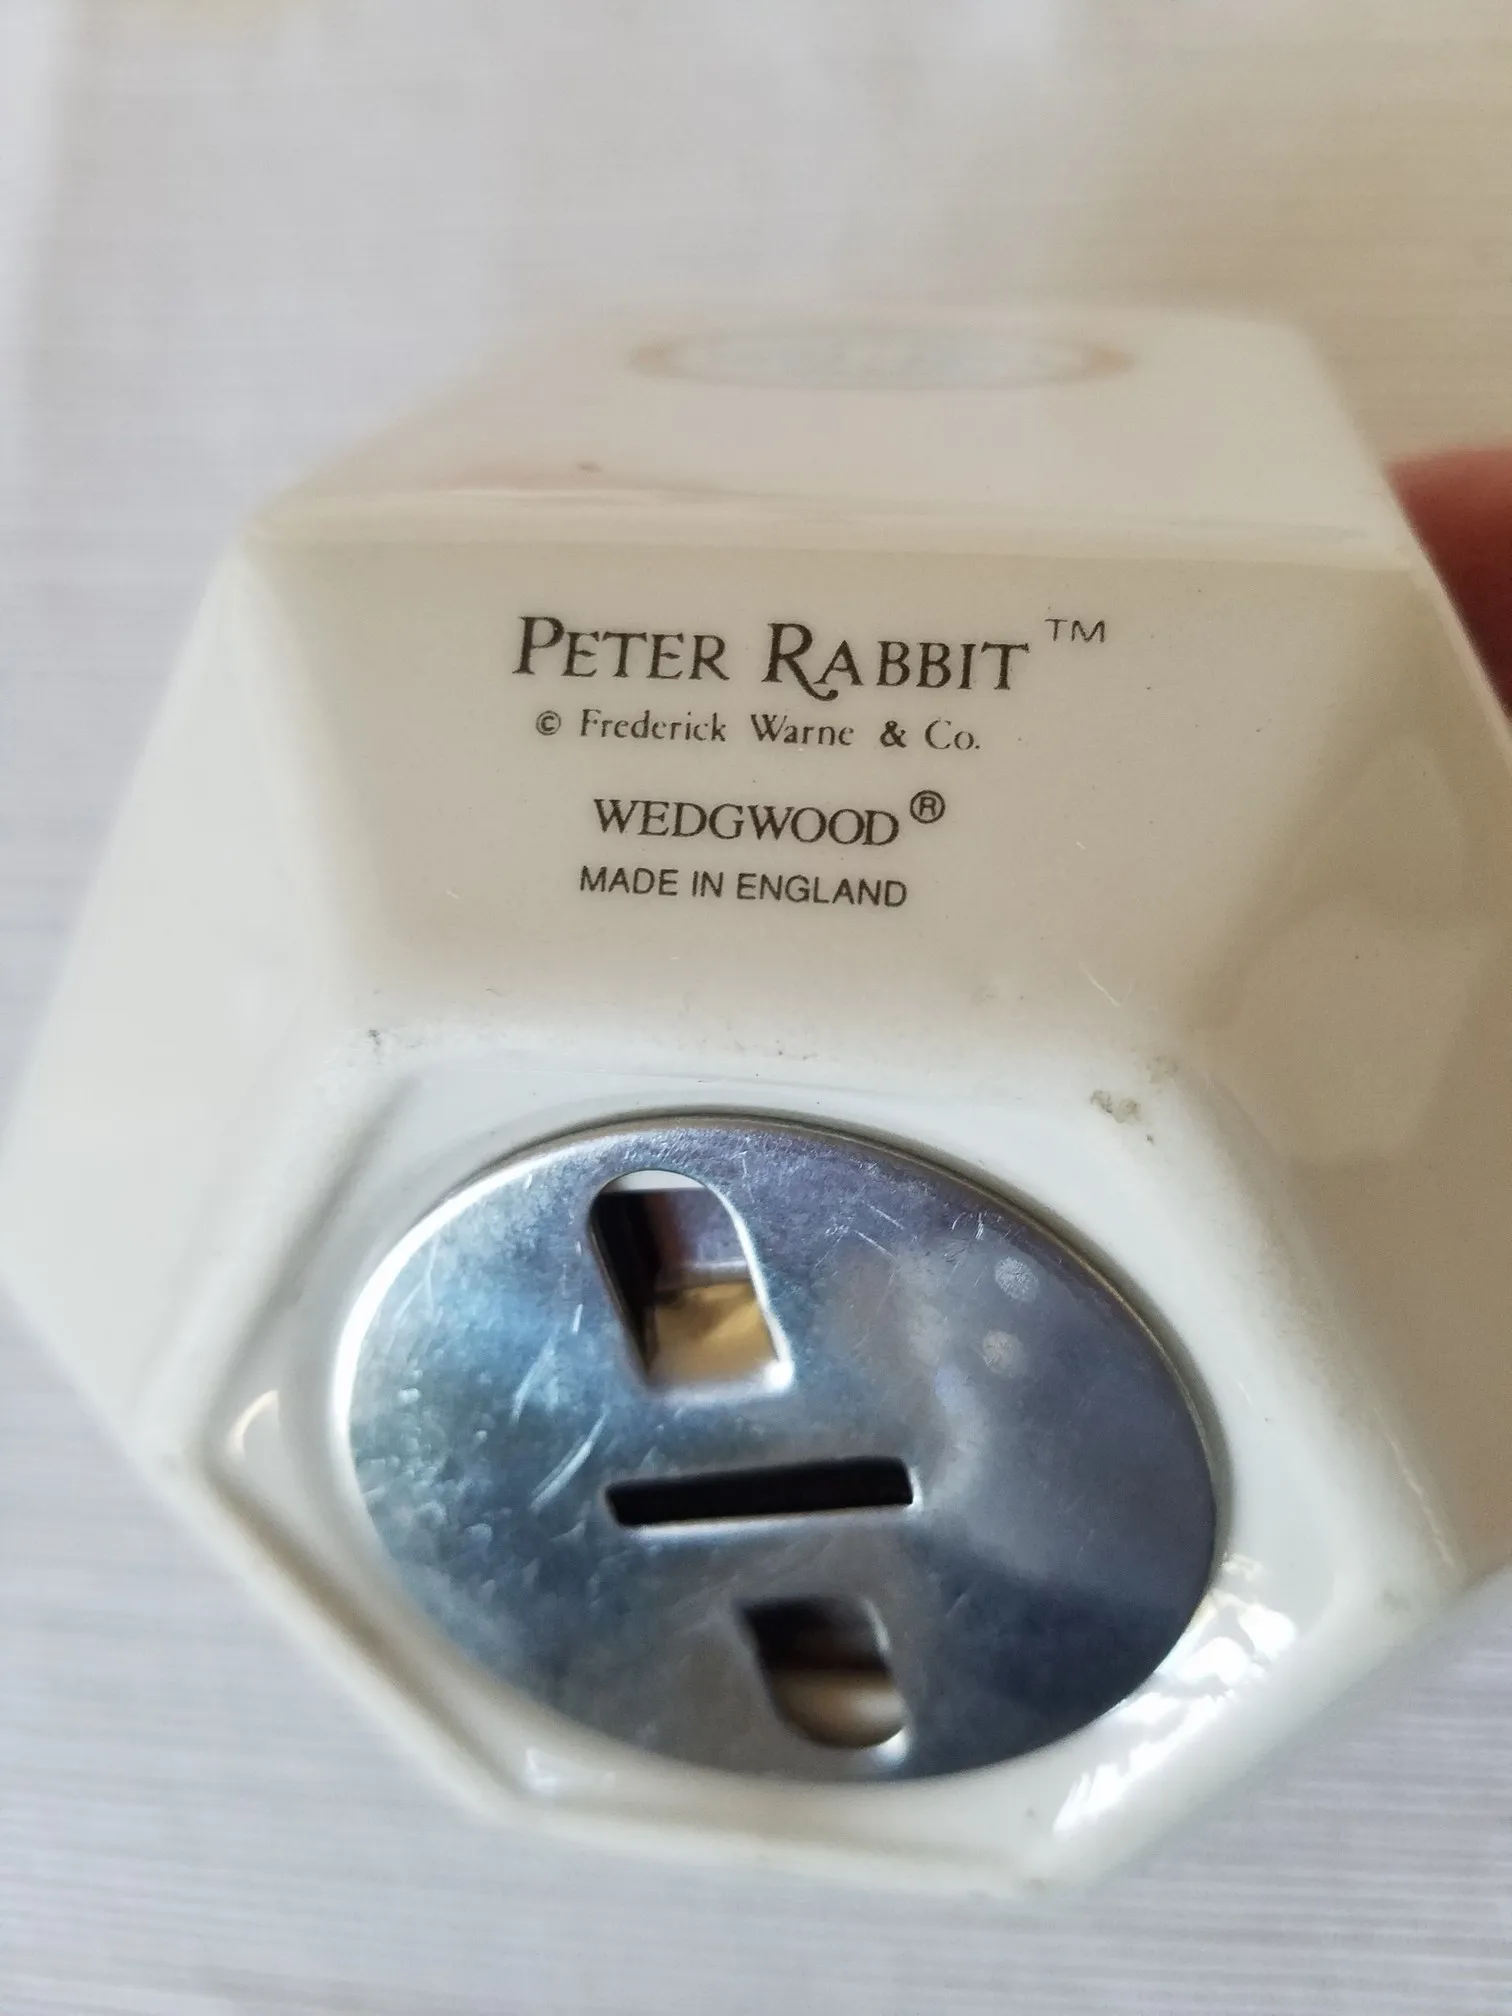 PETER RABBIT™
© Frederick Warne & Co.
WEDGWOOD®
MADE IN ENGLAND